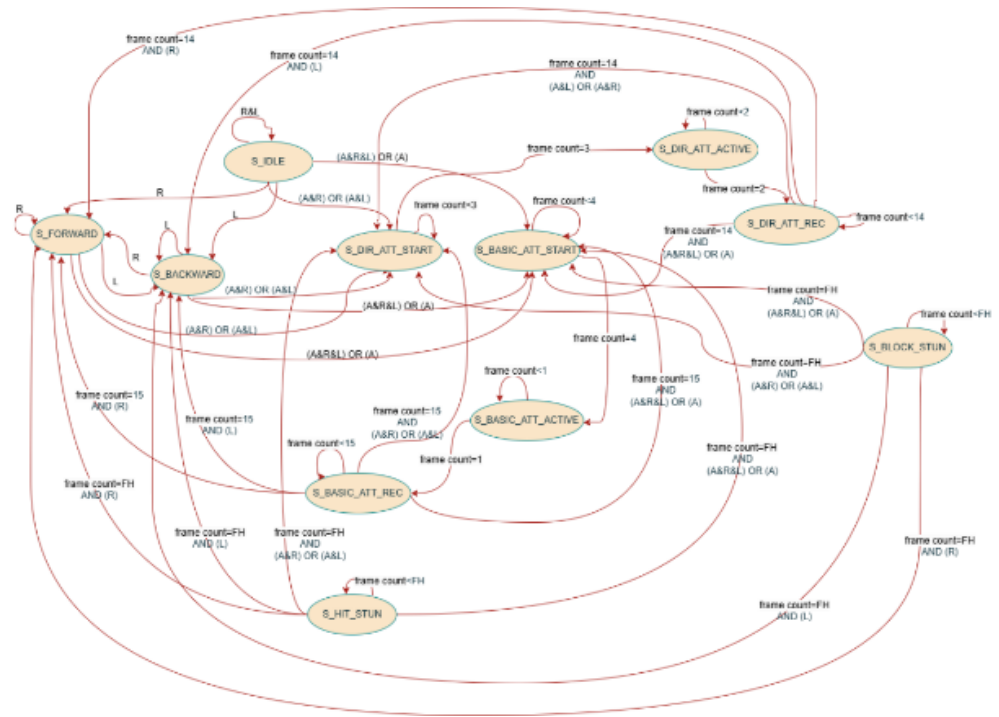 frame count=14
AND (R)
frame count=14
AND (L)
frame count=14
AND
(A&L) OR (A&R)
R&L
S_IDLE
(A&R&L) OR (A)
frame count=3
frame count<2
S_DIR_ATT_ACTIVE
frame count=2
R
(A&R) OR (A&L)
L
frame count<3
frame count<4
S_DIR_ATT_REC
frame count<14
R
S_FORWARD
L
R
S_BACKWARD
L
S_DIR_ATT_START
S_BASIC_ATT_START
frame count=14
AND
(A&R&L) OR (A)
(A&R) OR (A&L)
(A&R&L) OR (A)
frame count=FH
AND
(A&R&L) OR (A)
frame count<FH
S_BLOCK_STUN
(A&R) OR (A&L)
(A&R&L) OR (A)
frame count=4
frame count=FH
AND
(A&R) OR (A&L)
frame count<1
S_BASIC_ATT_ACTIVE
frame count=15
AND (R)
frame count=15
AND (L)
frame count=15
AND
(A&R) OR (A&L)
frame count=15
AND
(A&R&L) OR (A)
frame count<15
frame count=1
S_BASIC_ATT_REC
frame count=FH
AND
(A&R&L) OR (A)
frame count=FH
AND (R)
frame count=FH
AND (L)
frame count=FH
AND
(A&R) OR (A&L)
frame count=FH
AND (R)
frame count<FH
S_HIT_STUN
frame count=FH
AND (L)